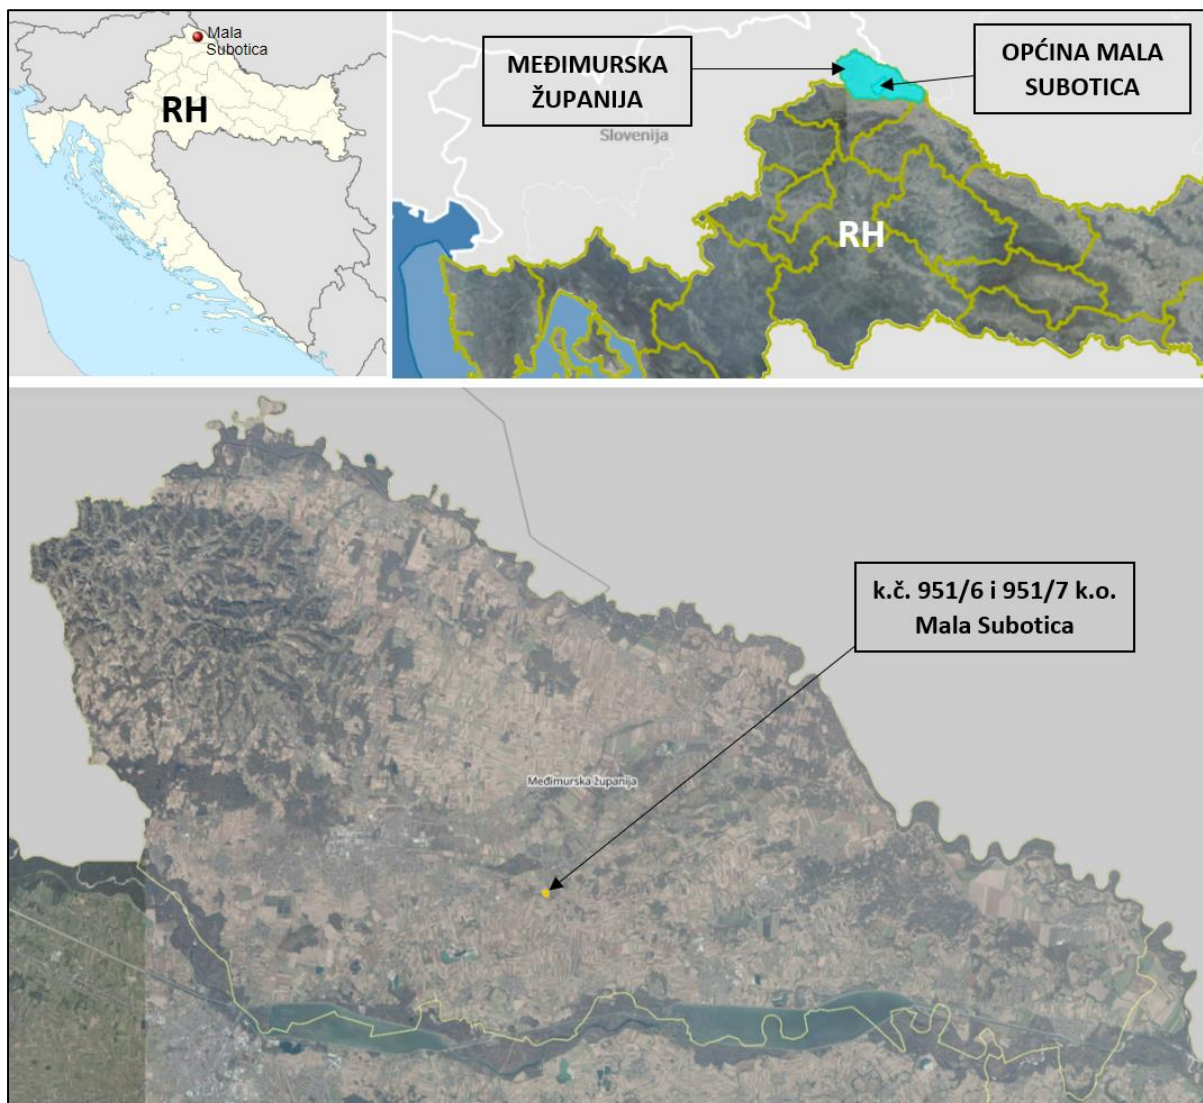 Mala
Subotica
RH
MEĐIMURSKA
ŽUPANIJA
OPĆINA MALA
SUBOTICA
Slovenija
RH
k.č. 951/6 i 951/7 k.o.
Mala Subotica
Međimurska županija